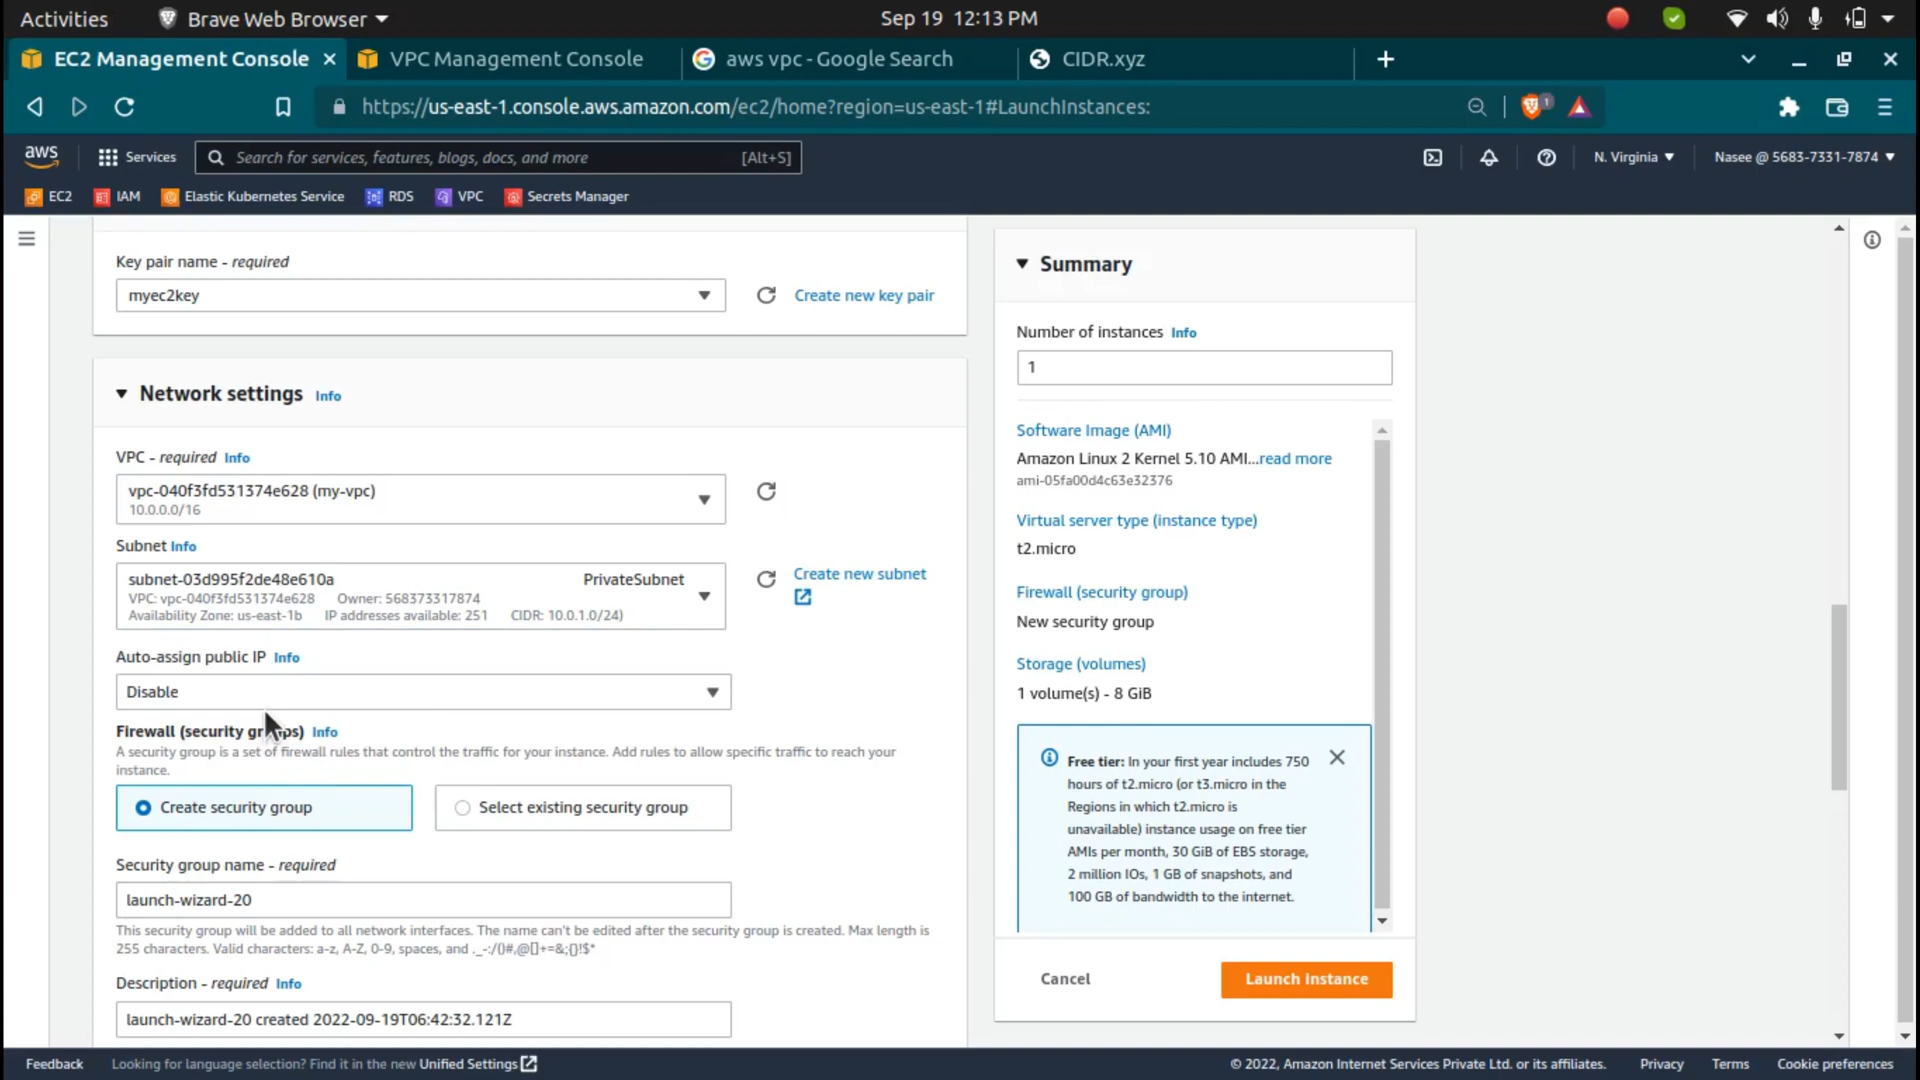 Activities
Brave Web Browser
Sep 19 12:13 PM
EC2 Management Console
VPC Management Console
aws vpc - Google Search
CIDR.xyz
https://us-east-1.console.aws.amazon.com/ec2/home?region=us-east-1#LaunchInstances:
1
aws
Services
Search for services, features, blogs, docs, and more
[Alt+S]
N. Virginia
Nasee @ 5683-7331-7874
EC2
IAM
Elastic Kubernetes Service
RDS
VPC
Secrets Manager
Key pair name - required
myec2key
Create new key pair
Network settings Info
VPC - required Info
vpc-040f3fd531374e628 (my-vpc)
10.0.0.0/16
Subnet Info
subnet-03d995f2de48e610a PrivateSubnet
VPC: vpc-040f3fd531374e628 Owner: 568373317874
Availability Zone: us-east-1b IP addresses available: 251 CIDR: 10.0.1.0/24)
Create new subnet
Auto-assign public IP Info
Disable
Firewall (security groups) Info
A security group is a set of firewall rules that control the traffic for your instance. Add rules to allow specific traffic to reach your
instance.
Create security group
Select existing security group
Security group name - required
launch-wizard-20
This security group will be added to all network interfaces. The name can't be edited after the security group is created. Max length is
255 characters. Valid characters: a-z, A-Z, 0-9, spaces, and ._-:/()#,@[]+=&;{}!$*
Description - required Info
launch-wizard-20 created 2022-09-19T06:42:32.121Z
Summary
Number of instances Info
1
Software Image (AMI)
Amazon Linux 2 Kernel 5.10 AMI...read more
ami-05fa00d4c63e32376
Virtual server type (instance type)
t2.micro
Firewall (security group)
New security group
Storage (volumes)
1 volume(s) - 8 GiB
Free tier: In your first year includes 750
hours of t2.micro (or t3.micro in the
Regions in which t2.micro is
unavailable) instance usage on free tier
AMIs per month, 30 GiB of EBS storage,
2 million IOs, 1 GB of snapshots, and
100 GB of bandwidth to the internet.
Cancel
Launch instance
Feedback
Looking for language selection? Find it in the new Unified Settings
© 2022, Amazon Internet Services Private Ltd. or its affiliates.
Privacy
Terms
Cookie preferences